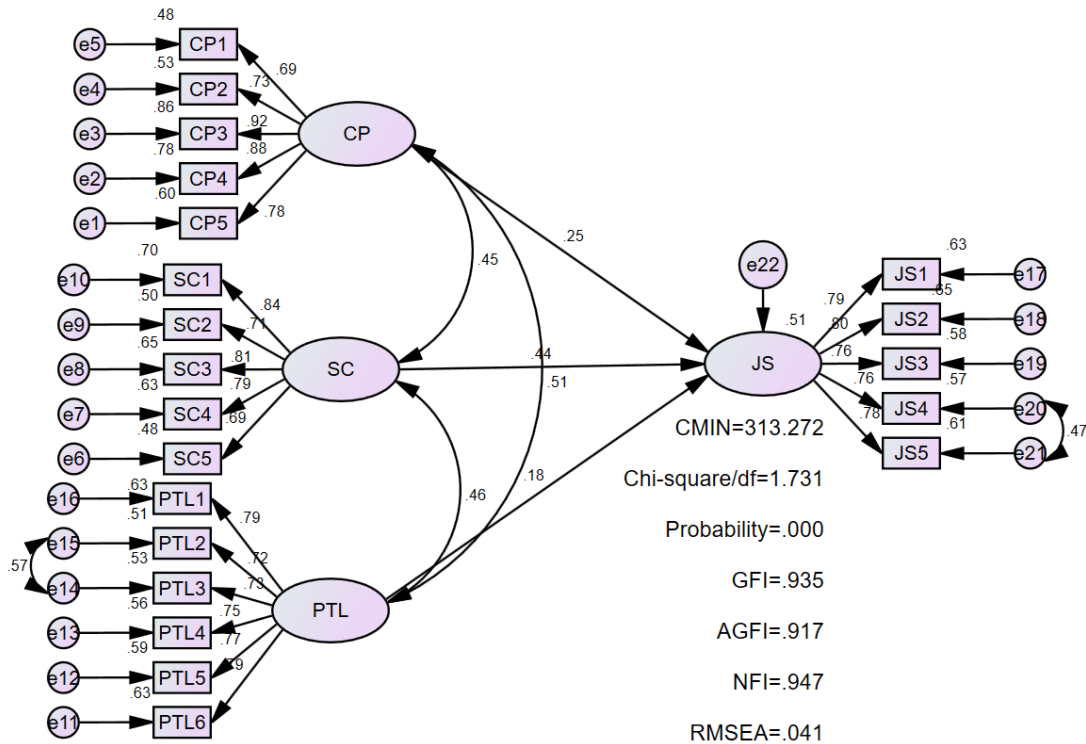 .48
e5 CP1
.53 .69
e4 CP2 .73
.86
e3 CP3 .92 CP
.78 .88
e2 CP4
.60
e1 CP5 .78
.25
.45
.70
e10 SC1
.50 .84
e9 SC2 .71
.65
e8 SC3 .81 SC
.63 .79
e7 SC4 .69
.48
e6 SC5
.44
.51
e22
.51 JS
.63
JS1 e17
.79 .65
JS2 e18
.80 .58
JS3 e19
.76 .57
JS4 e20
.76 .61 .47
JS5 e21
.78
.63
e16 PTL1
.51 .79
e15 PTL2 .72
.57 .53
e14 PTL3 .73
.56 PTL
e13 PTL4 .75
.59 .77
e12 PTL5 .79
.63
e11 PTL6
.46
.18
CMIN=313.272
Chi-square/df=1.731
Probability=.000
GFI=.935
AGFI=.917
NFI=.947
RMSEA=.041